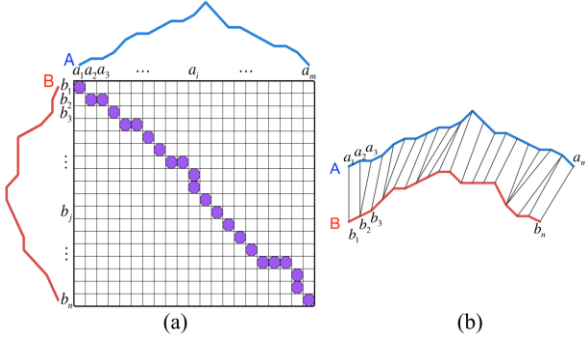 A
a₁ a₂ a₃ ... aᵢ ... aₘ
B
b₁
b₂
b₃
⋮
bⱼ
⋮
bₙ
(a)
A
a₁ a₂ a₃
aₙ
B
b₁ b₂ b₃
bₙ
(b)